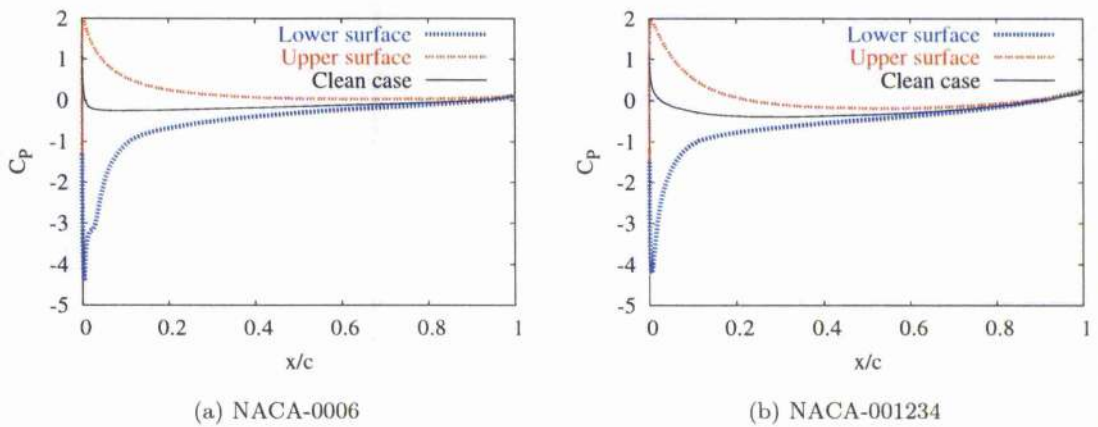 2
1
0
-1
-2
-3
-4
-5
C_P
Lower surface
Upper surface
Clean case
0 0.2 0.4 0.6 0.8 1
x/c
(a) NACA-0006
2
1
0
-1
-2
-3
-4
-5
C_P
Lower surface
Upper surface
Clean case
0 0.2 0.4 0.6 0.8 1
x/c
(b) NACA-001234